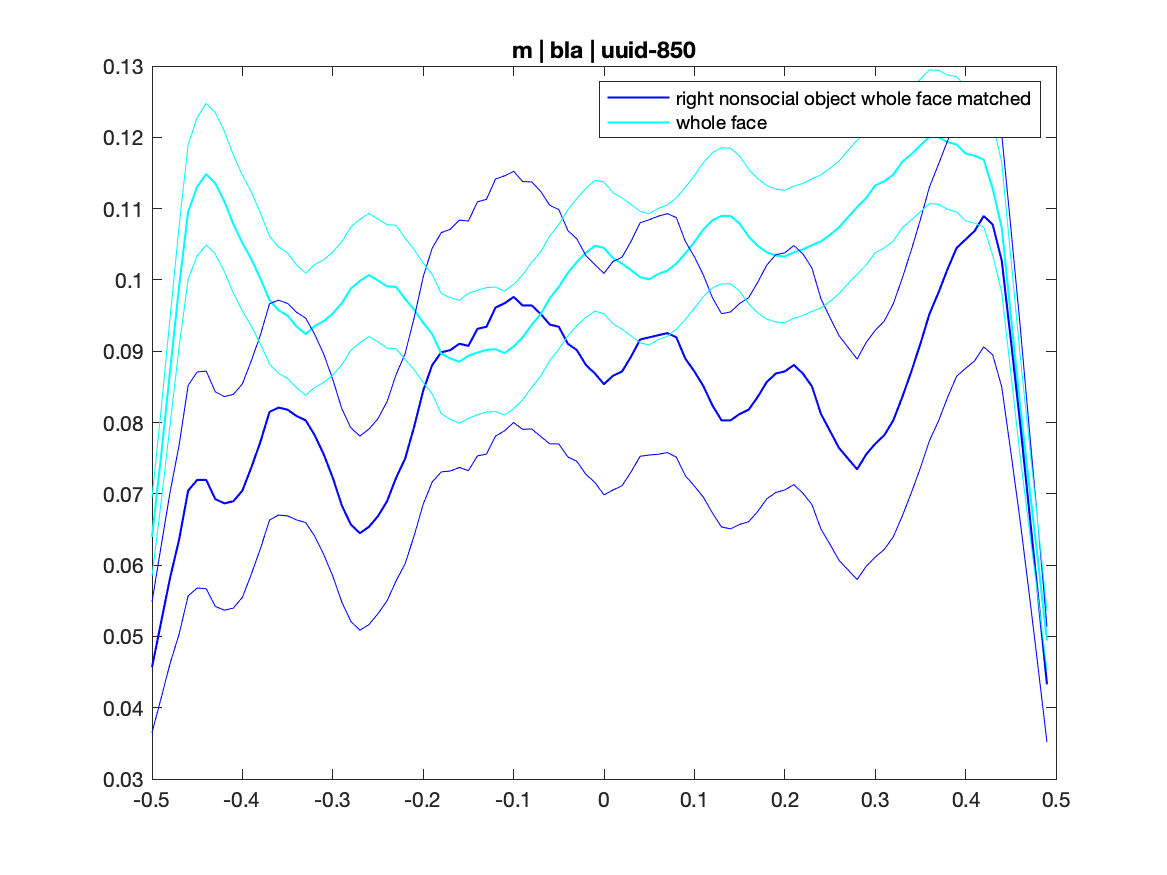 m | bla | uuid-850
right nonsocial object whole face matched
whole face
0.13
0.12
0.11
0.1
0.09
0.08
0.07
0.06
0.05
0.04
0.03
-0.5 -0.4 -0.3 -0.2 -0.1 0 0.1 0.2 0.3 0.4 0.5